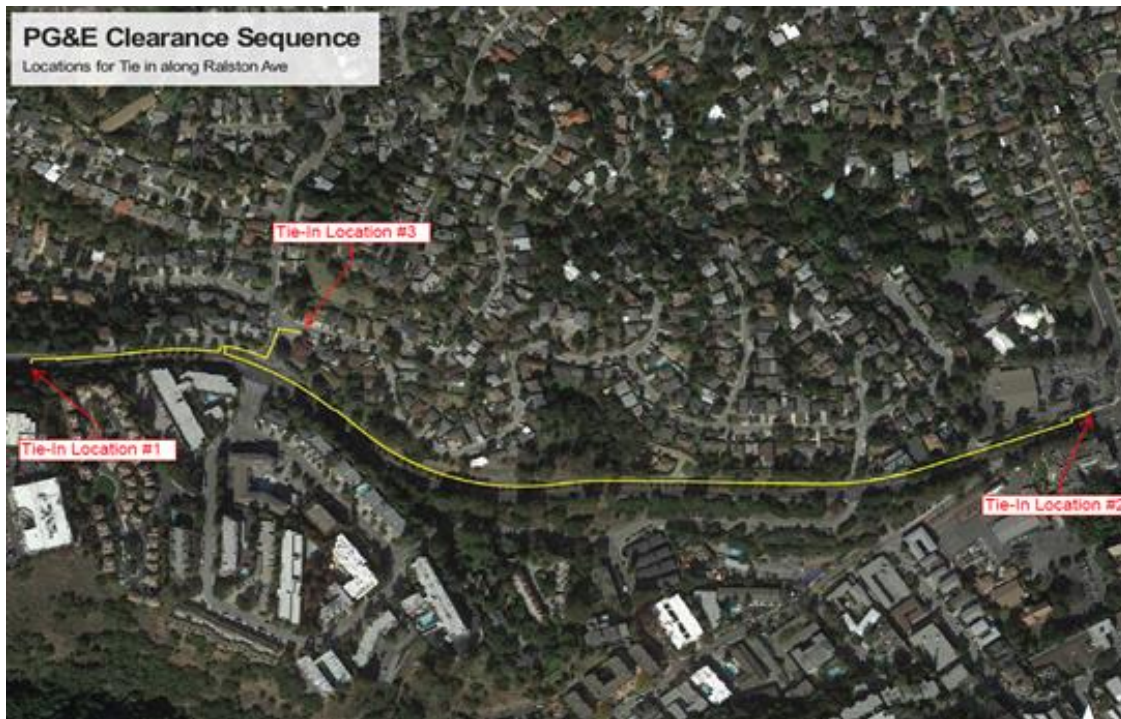 PG&E Clearance Sequence
Locations for Tie in along Ralston Ave
Tie-In Location #3
Tie-In Location #1
Tie-In Location #2